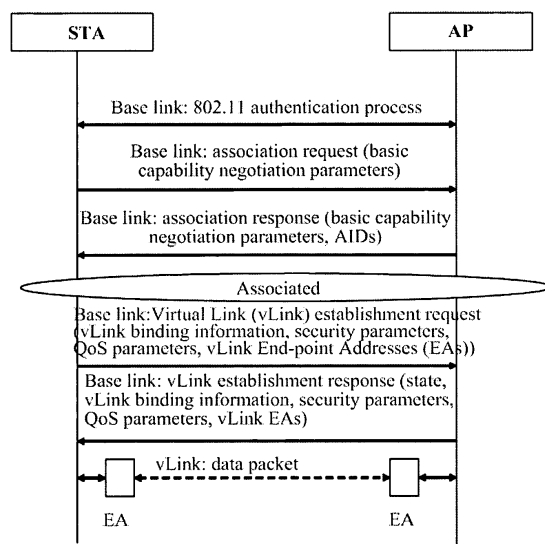 STA
AP
Base link: 802.11 authentication process
Base link: association request (basic
capability negotiation parameters)
Base link: association response (basic capability
negotiation parameters, AIDs)
Associated
Base link:Virtual Link (vLink) establishment request
(vLink binding information, security parameters,
QoS parameters, vLink End-point Addresses (EAs))
Base link: vLink establishment response (state,
vLink binding information, security parameters,
QoS parameters, vLink EAs)
vLink: data packet
EA
EA